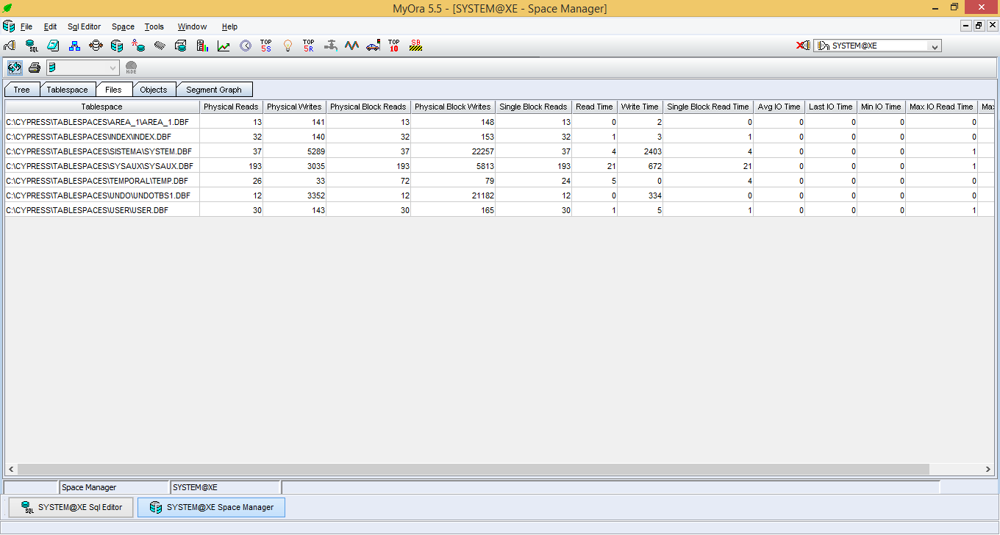 MyOra 5.5 - [SYSTEM@XE - Space Manager]
File Edit Sql Editor Space Tools Window Help
SQL TOP 5S TOP 5R TOP 10 SB SYSTEM@XE
HIDE
Tree Tablespace Files Objects Segment Graph
Tablespace Physical Reads Physical Writes Physical Block Reads Physical Block Writes Single Block Reads Read Time Write Time Single Block Read Time Avg IO Time Last IO Time Min IO Time Max IO Read Time Max
C:\CYPRESS\TABLESPACES\AREA_1\AREA_1.DBF 13 141 13 148 13 0 2 0 0 0 0 0
C:\CYPRESS\TABLESPACES\INDEX\INDEX.DBF 32 140 32 153 32 1 3 1 0 0 0 0
C:\CYPRESS\TABLESPACES\SISTEMA\SYSTEM.DBF 37 5289 37 22257 37 4 2403 4 0 0 0 1
C:\CYPRESS\TABLESPACES\SYSAUX\SYSAUX.DBF 193 3035 193 5813 193 21 672 21 0 0 0 1
C:\CYPRESS\TABLESPACES\TEMPORAL\TEMP.DBF 26 33 72 79 24 5 0 4 0 0 0 0
C:\CYPRESS\TABLESPACES\UNDO\UNDOTBS1.DBF 12 3352 12 21182 12 0 334 0 0 0 0 0
C:\CYPRESS\TABLESPACES\USER\USER.DBF 30 143 30 165 30 1 5 1 0 0 0 1
Space Manager SYSTEM@XE
SQL SYSTEM@XE Sql Editor SYSTEM@XE Space Manager